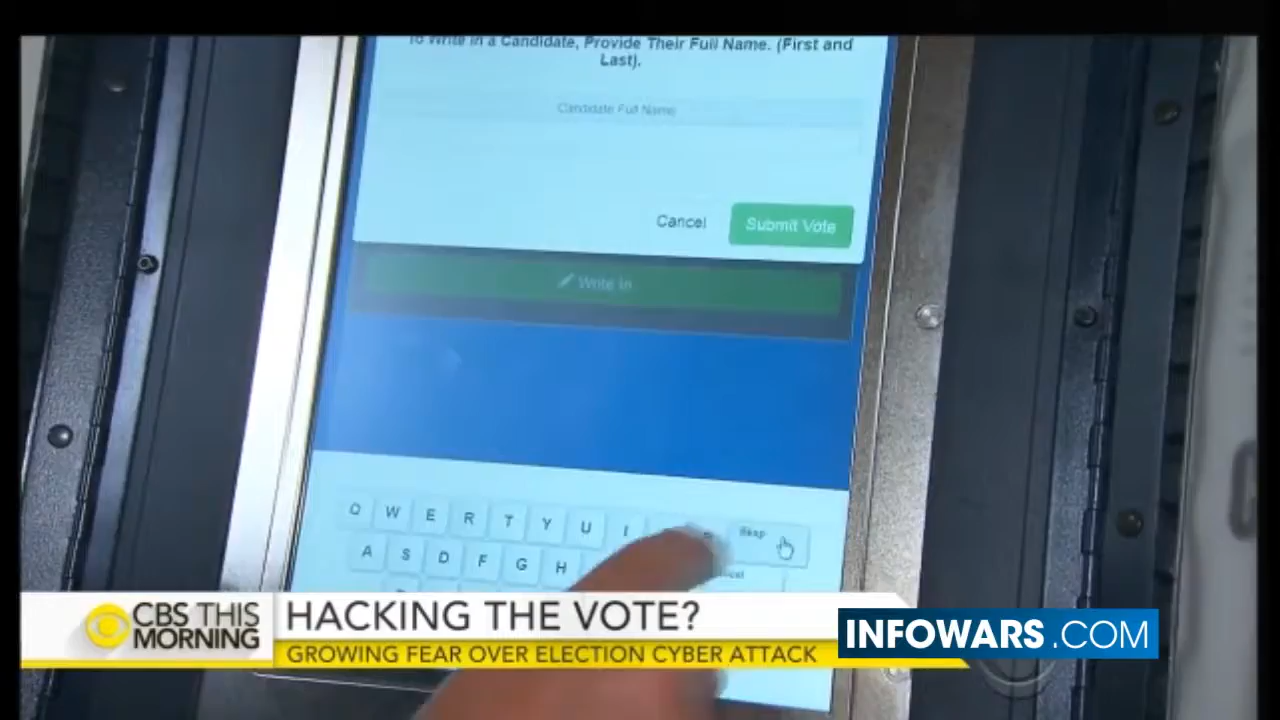 To Write in a Candidate, Provide Their Full Name. (First and
Last).
Candidate Full Name
Cancel
Submit Vote
Write In
Q W E R T Y U I
Bksp
A S D F G H
CBS THIS
MORNING
HACKING THE VOTE?
GROWING FEAR OVER ELECTION CYBER ATTACK
INFOWARS.COM